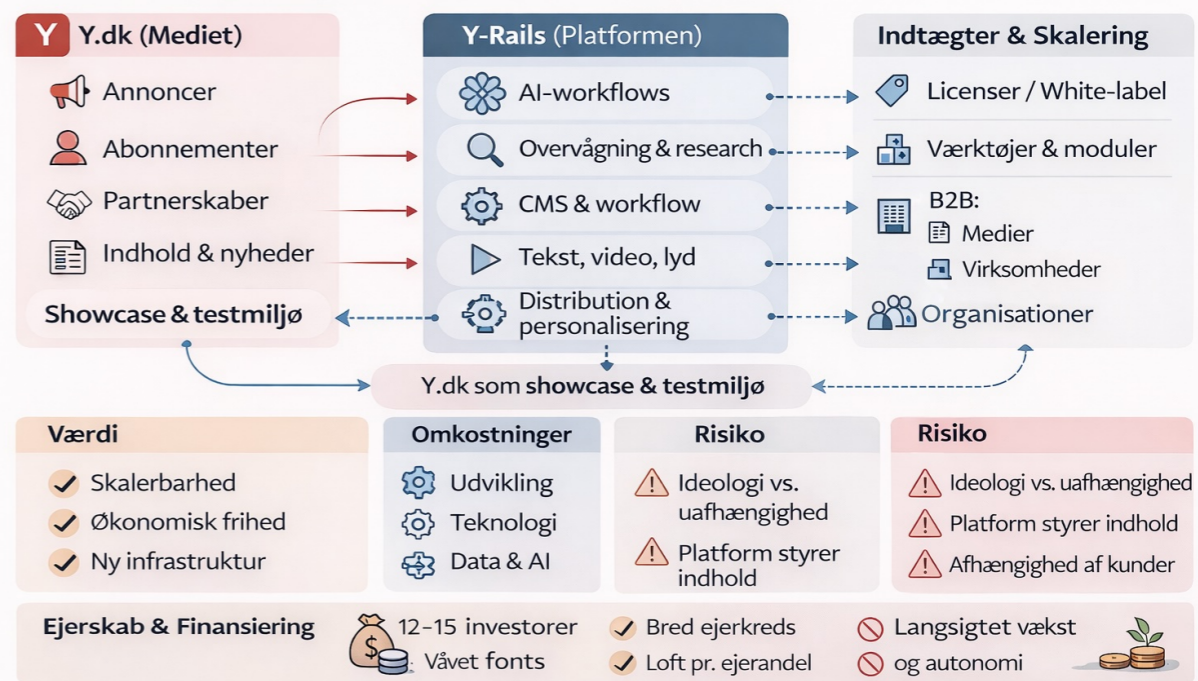 Y Y.dk (Mediet)
Annoncer
Abonnementer
Partnerskaber
Indhold & nyheder
Showcase & testmiljø
Y-Rails (Platformen)
AI-workflows
Overvågning & research
CMS & workflow
Tekst, video, lyd
Distribution &
personalisering
Indtægter & Skalering
Licenser / White-label
Værktøjer & moduler
B2B:
Medier
Virksomheder
Organisationer
Y.dk som showcase & testmiljø
Værdi
Skalerbarhed
Økonomisk frihed
Ny infrastruktur
Omkostninger
Udvikling
Teknologi
Data & AI
Risiko
Ideologi vs.
uafhængighed
Platform styrer
indhold
Risiko
Ideologi vs. uafhængighed
Platform styrer indhold
Afhængighed af kunder
Ejerskab & Finansiering
$
12-15 investorer
Våvet fonts
Bred ejerkreds
Loft pr. ejerandel
Langsigtet vækst
og autonomi